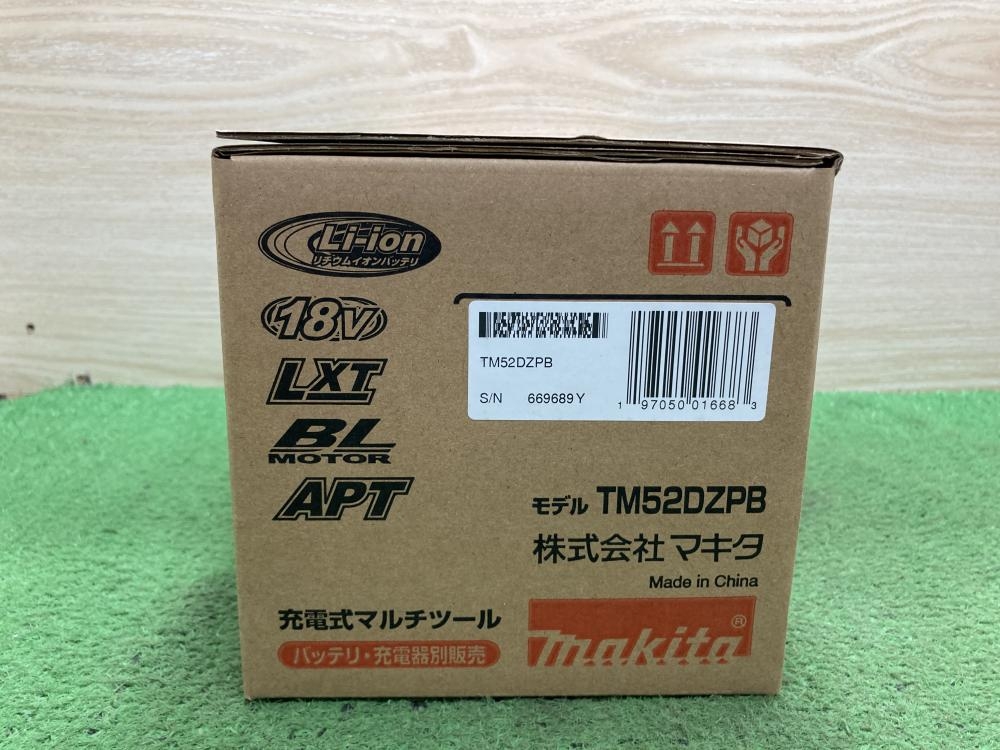 Li-ion
リチウムイオンバッテリ
18V
LXT
BL
MOTOR
APT
TM52DZPB
S/N 669689Y
1 97050 01668 3
モデル TM52DZPB
株式会社マキタ
Made in China
充電式マルチツール
バッテリ・充電器別販売
makita®